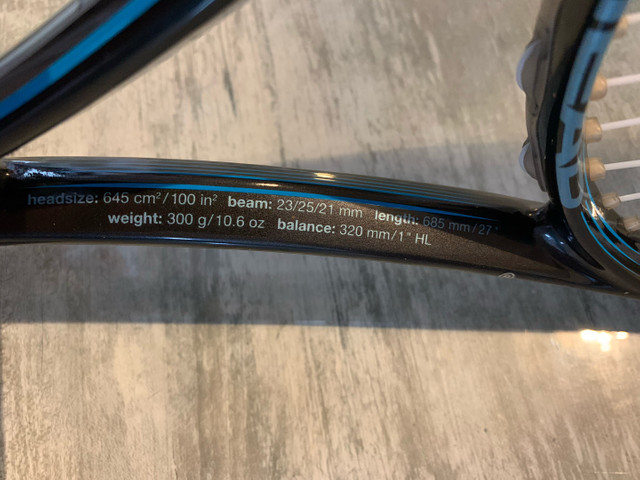 headsize: 645 cm²/100 in² beam: 23/25/21 mm length: 685 mm/27"
weight: 300 g/10.6 oz balance: 320 mm/1" HL
HEAD